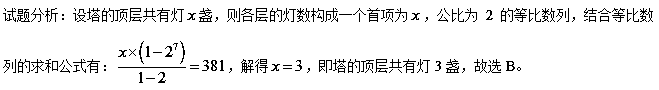 试题分析：设塔的顶层共有灯 x 盏，则各层的灯数构成一个首项为 x，公比为 2 的等比数列，结合等比数
列的求和公式有：\frac{x×(1-2^7)}{1-2}=381，解得 x=3，即塔的顶层共有灯 3 盏，故选 B。